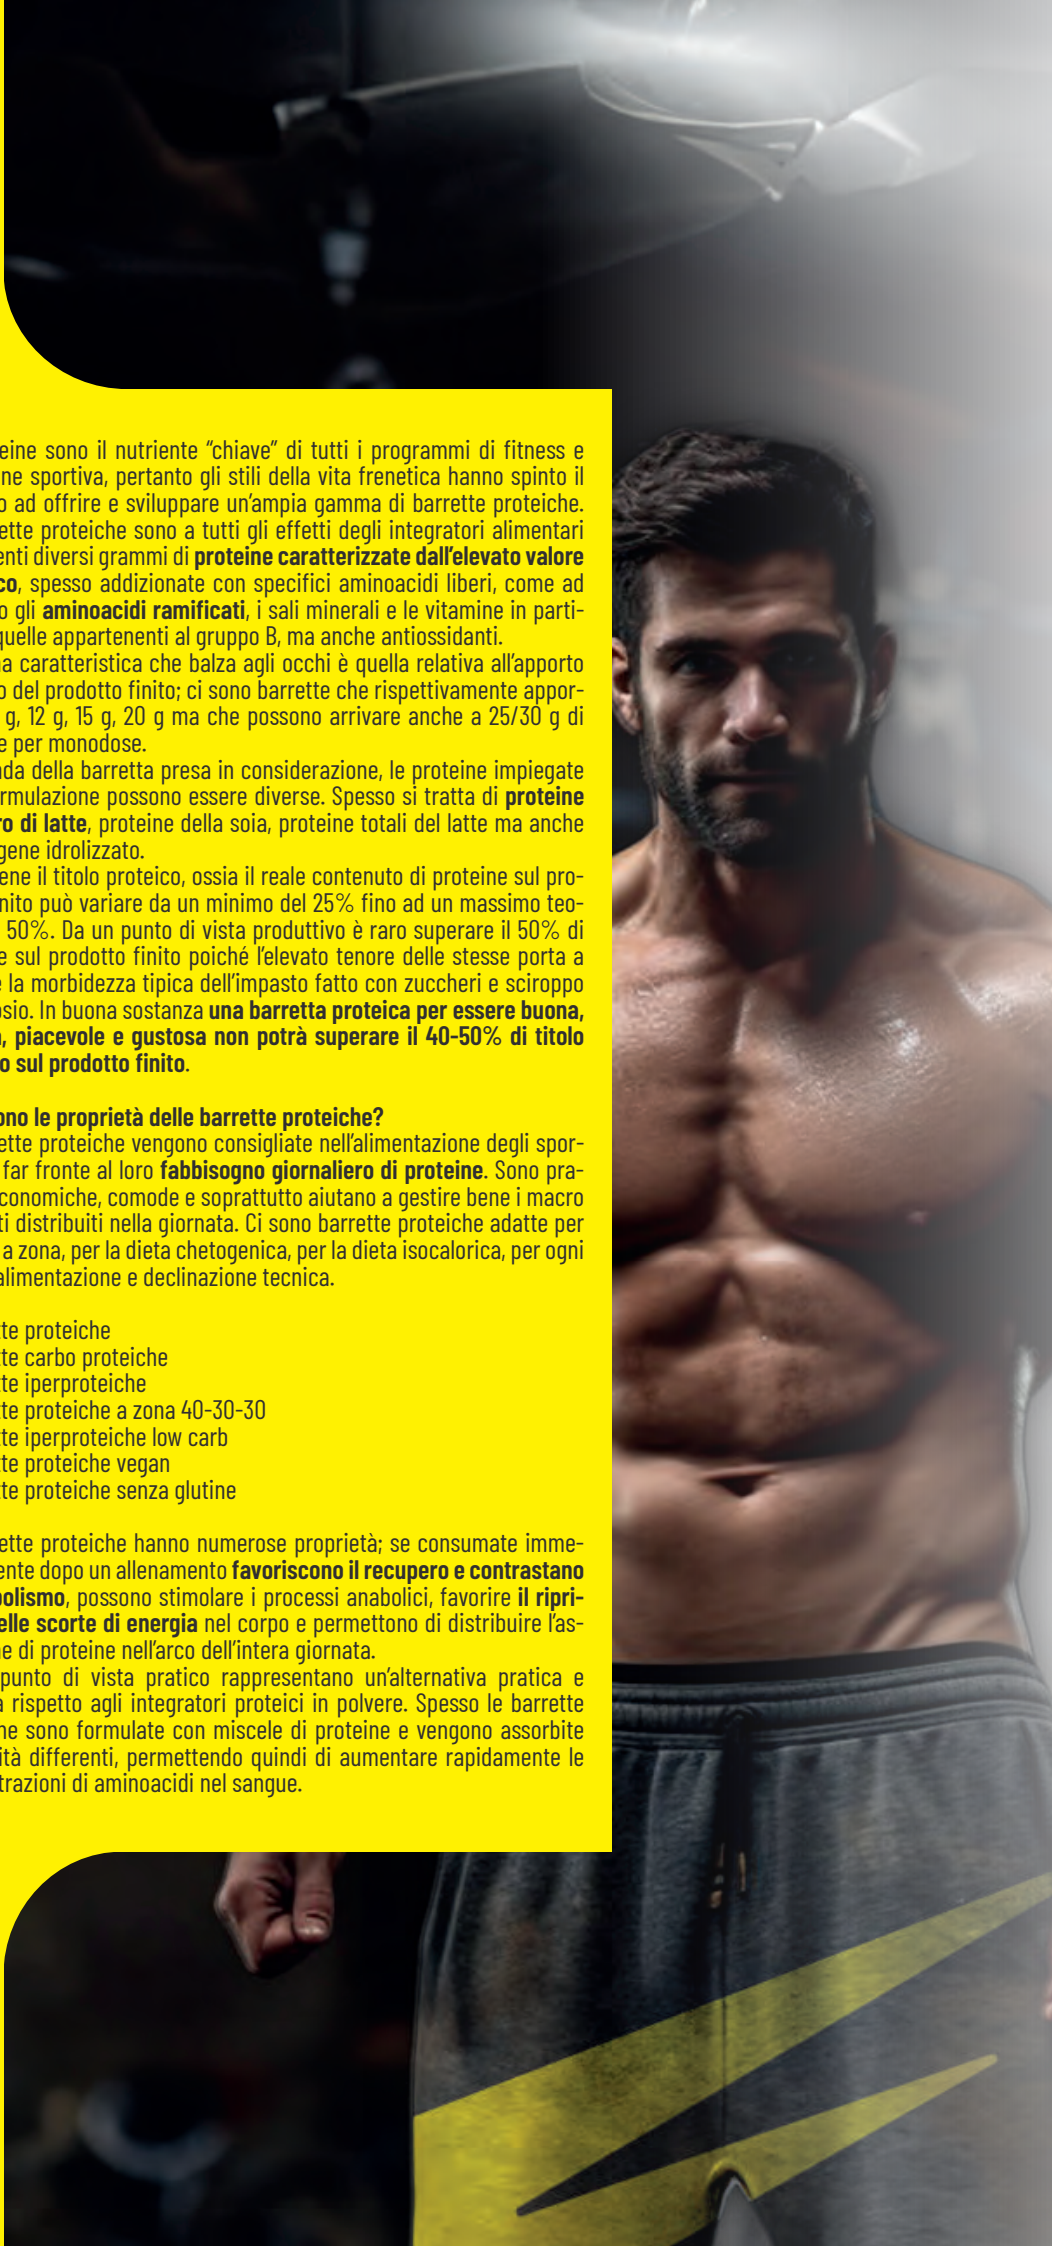 eine sono il nutriente “chiave” di tutti i programmi di fitness e
ne sportiva, pertanto gli stili della vita frenetica hanno spinto il
o ad offrire e sviluppare un’ampia gamma di barrette proteiche.
ette proteiche sono a tutti gli effetti degli integratori alimentari
enti diversi grammi di proteine caratterizzate dall’elevato valore
co, spesso addizionate con specifici aminoacidi liberi, come ad
o gli aminoacidi ramificati, i sali minerali e le vitamine in parti-
quelle appartenenti al gruppo B, ma anche antiossidanti.
na caratteristica che balza agli occhi è quella relativa all’apporto
o del prodotto finito; ci sono barrette che rispettivamente appor-
g, 12 g, 15 g, 20 g ma che possono arrivare anche a 25/30 g di
e per monodose.
da della barretta presa in considerazione, le proteine impiegate
rmulazione possono essere diverse. Spesso si tratta di proteine
ro di latte, proteine della soia, proteine totali del latte ma anche
gene idrolizzato.
ene il titolo proteico, ossia il reale contenuto di proteine sul pro-
nito può variare da un minimo del 25% fino ad un massimo teo-
50%. Da un punto di vista produttivo è raro superare il 50% di
e sul prodotto finito poiché l’elevato tenore delle stesse porta a
e la morbidezza tipica dell’impasto fatto con zuccheri e sciroppo
osio. In buona sostanza una barretta proteica per essere buona,
, piacevole e gustosa non potrà superare il 40-50% di titolo
o sul prodotto finito.
ono le proprietà delle barrette proteiche?
ette proteiche vengono consigliate nell’alimentazione degli spor-
far fronte al loro fabbisogno giornaliero di proteine. Sono pra-
conomiche, comode e soprattutto aiutano a gestire bene i macro
ti distribuiti nella giornata. Ci sono barrette proteiche adatte per
a zona, per la dieta chetogenica, per la dieta isocalorica, per ogni
alimentazione e declinazione tecnica.
te proteiche
te carbo proteiche
te iperproteiche
te proteiche a zona 40-30-30
te iperproteiche low carb
te proteiche vegan
te proteiche senza glutine
ette proteiche hanno numerose proprietà; se consumate imme-
ente dopo un allenamento favoriscono il recupero e contrastano
bolismo, possono stimolare i processi anabolici, favorire il ripri-
elle scorte di energia nel corpo e permettono di distribuire l’as-
ne di proteine nell’arco dell’intera giornata.
punto di vista pratico rappresentano un’alternativa pratica e
a rispetto agli integratori proteici in polvere. Spesso le barrette
he sono formulate con miscele di proteine e vengono assorbite
ità differenti, permettendo quindi di aumentare rapidamente le
trazioni di aminoacidi nel sangue.